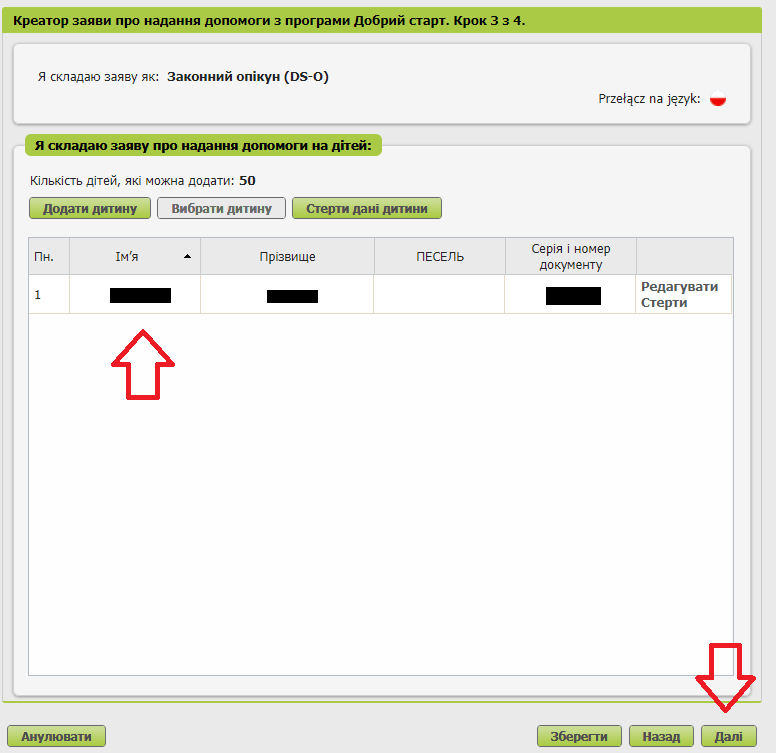 Креатор заяви про надання допомоги з програми Добрий старт. Крок 3 з 4.
Я складаю заяву як: Законний опікун (DS-O)
Przełącz na język:
Я складаю заяву про надання допомоги на дітей:
Кількість дітей, які можна додати: 50
Додати дитину Вибрати дитину Стерти дані дитини
Пн. Ім’я Прізвище ПЕСЕЛЬ Серія і номер
документу
1 Редагувати
Стерти
Анулювати Зберегти Назад Далі